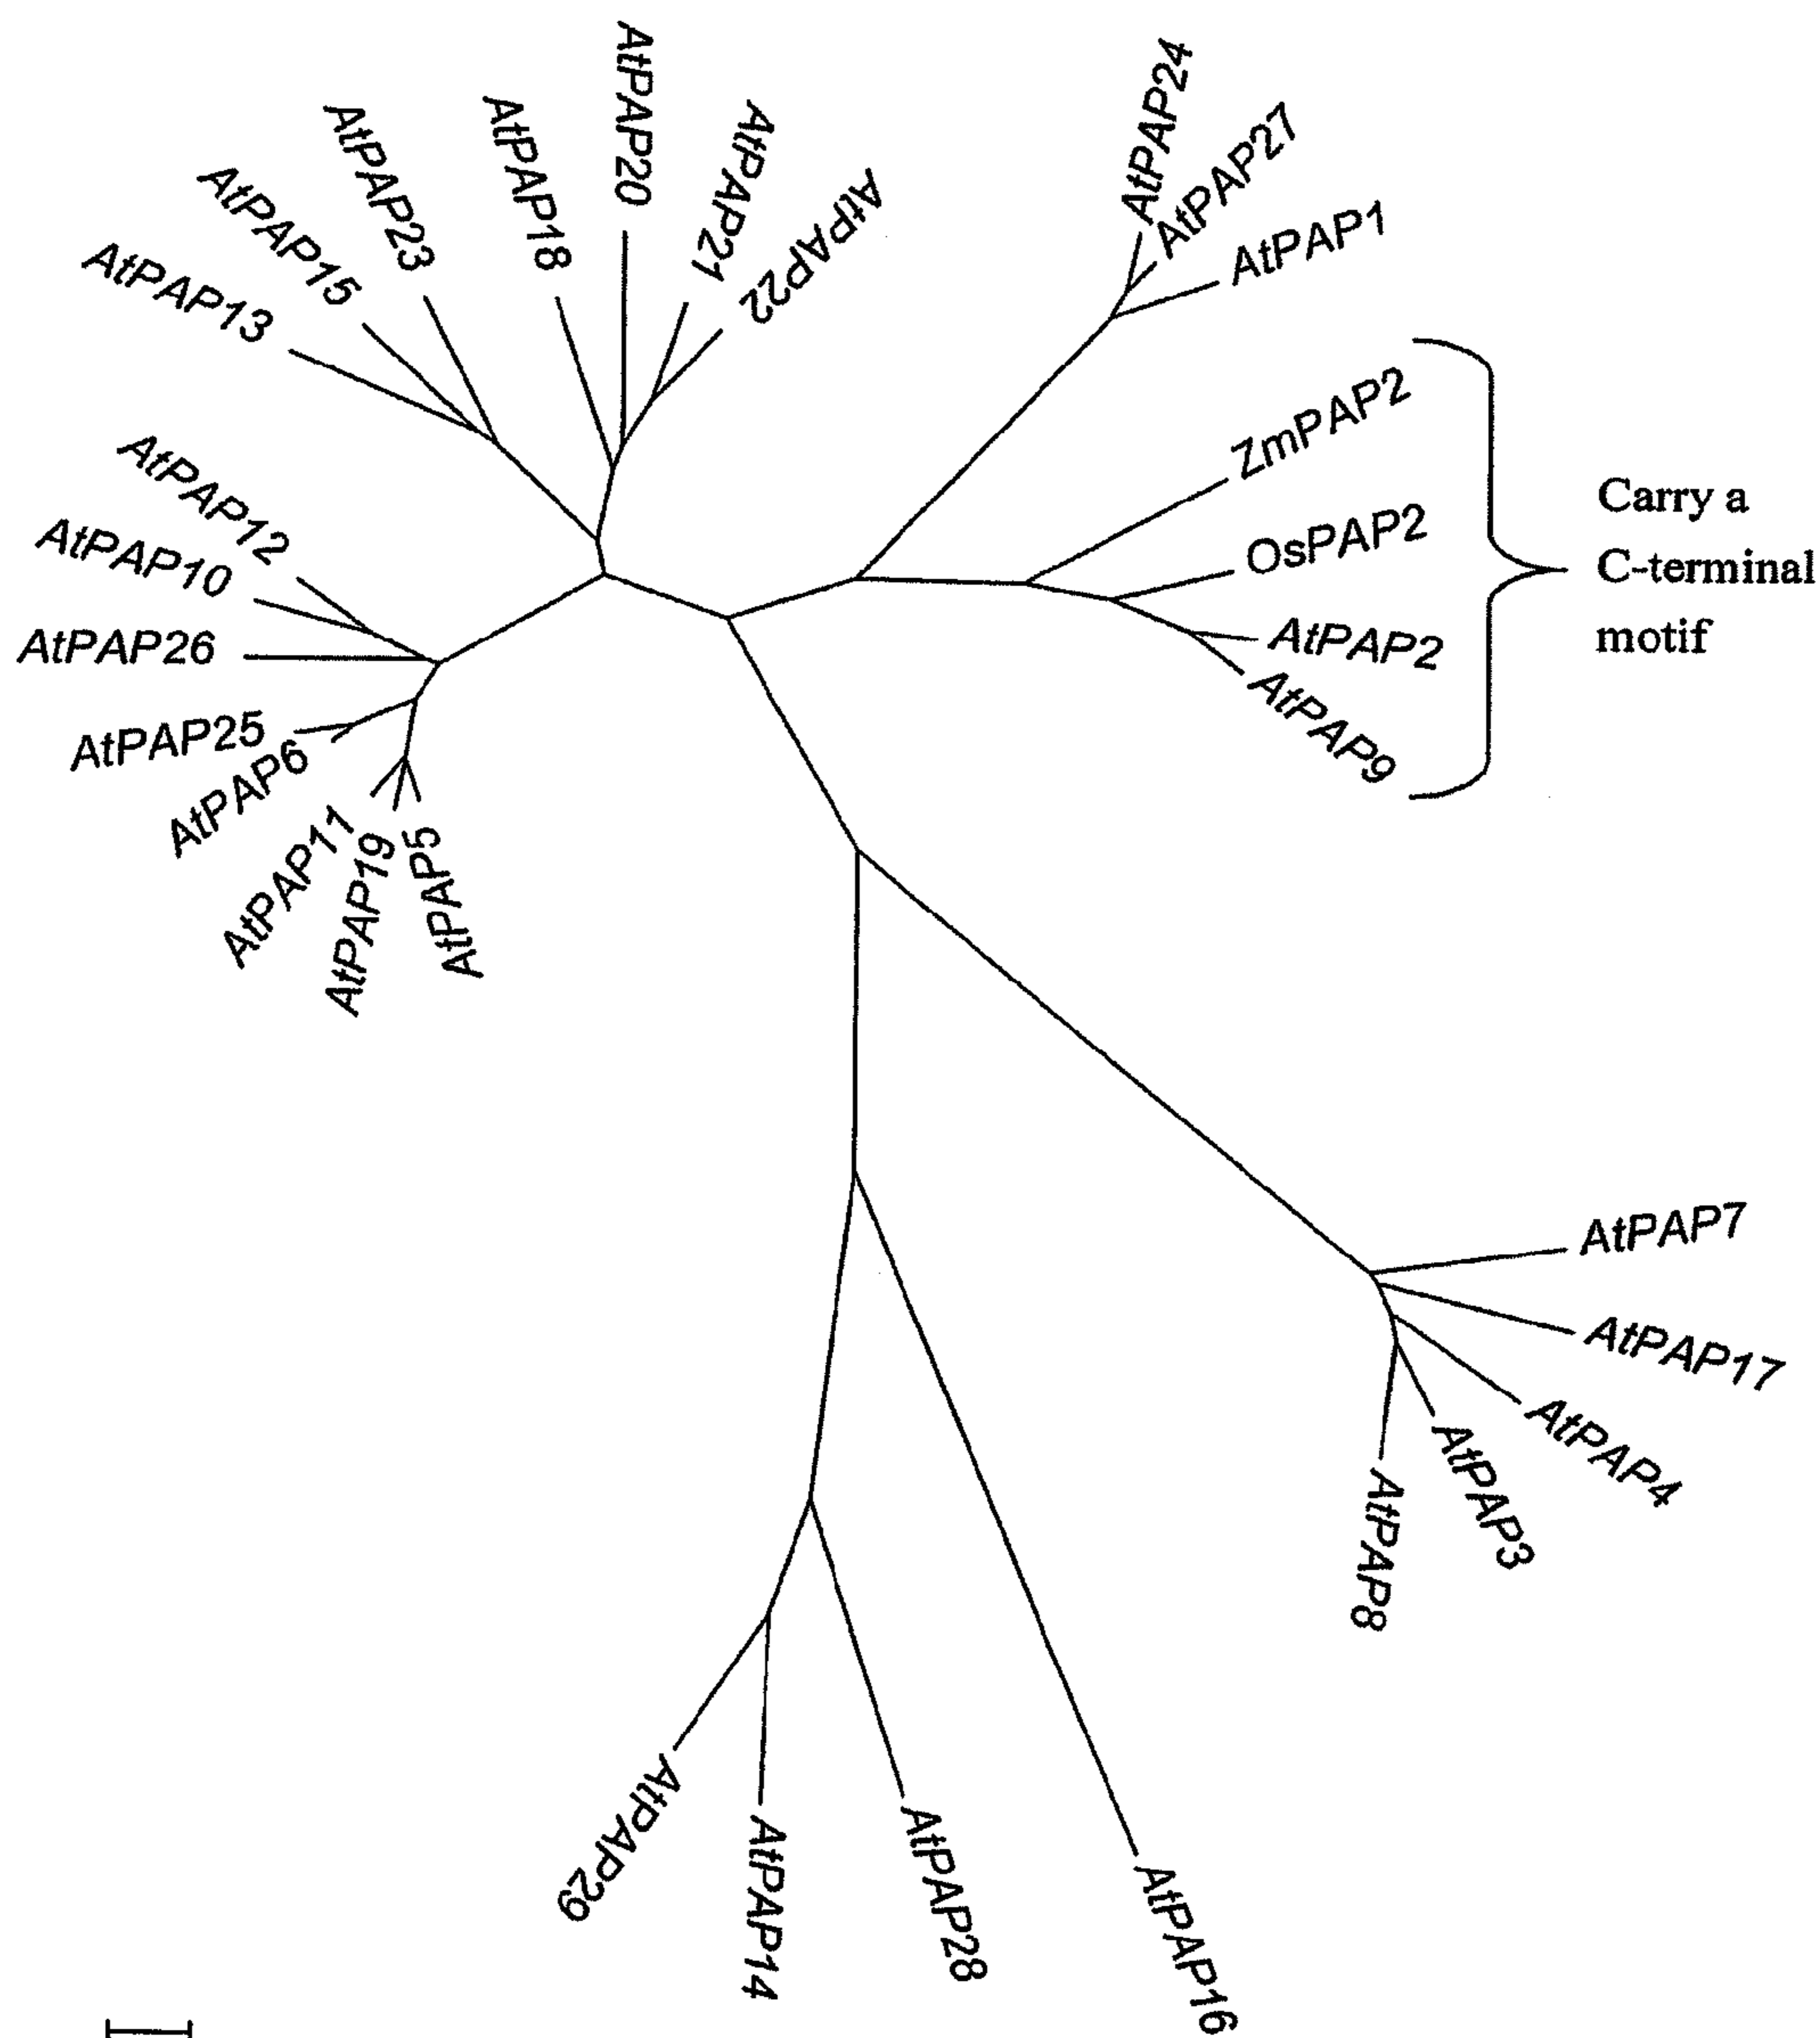 AtPAP20
AtPAP24
AtPAP18
AtPAP21
AtPAP27
AtPAP23
AtPAP22
AtPAP15
AtPAP1
AtPAP13
ZmPAP2
AtPAP12
Carry a
C-terminal
motif
OsPAP2
AtPAP10
AtPAP26
AtPAP2
AtPAP9
AtPAP25
AtPAP6
AtPAP11
AtPAP19
AtPAP5
AtPAP7
AtPAP17
AtPAP4
AtPAP3
AtPAP8
AtPAP29
AtPAP14
AtPAP28
AtPAP16